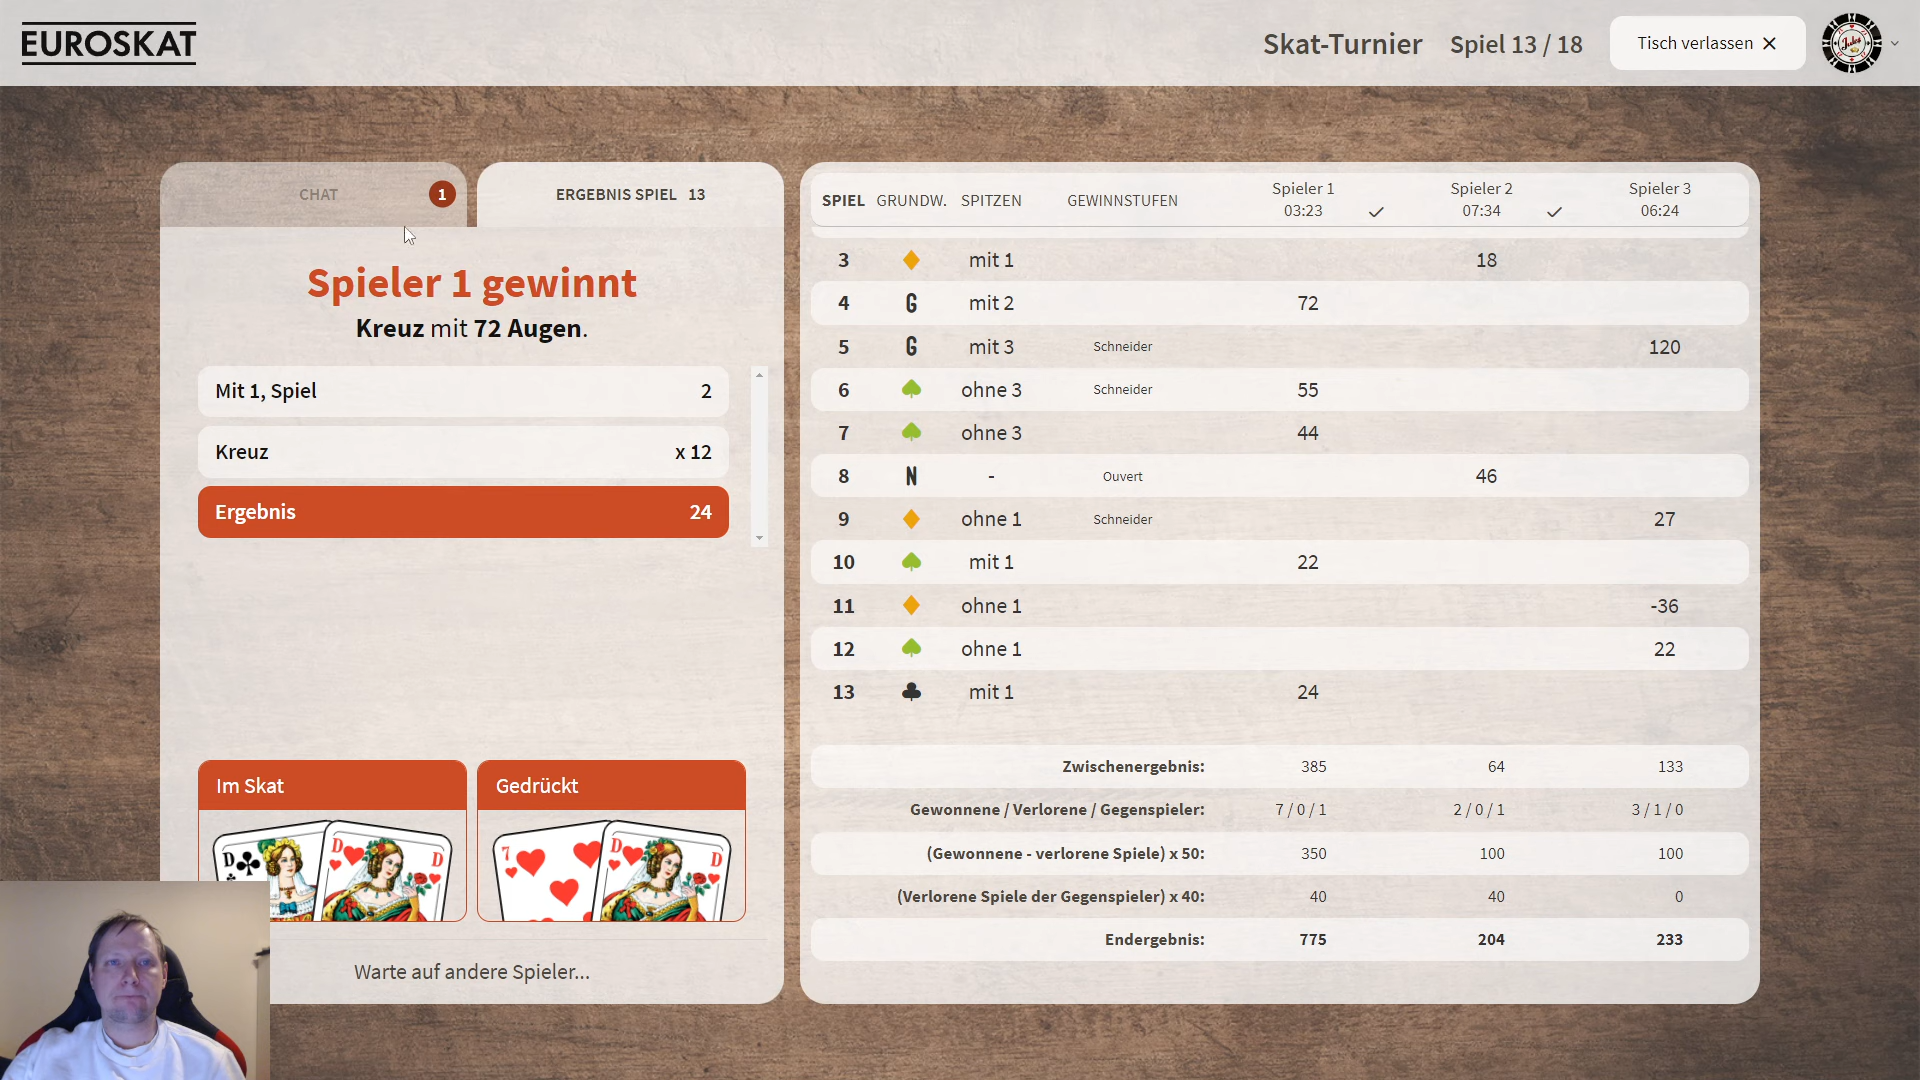 EUROSKAT
Skat-Turnier
Spiel 13 / 18
Tisch verlassen
CHAT
1
ERGEBNIS SPIEL 13
Spieler 1 gewinnt
Kreuz mit 72 Augen.
Mit 1, Spiel 2
Kreuz x 12
Ergebnis 24
Im Skat
Gedrückt
D
D
D
7
D
D
Warte auf andere Spieler...
SPIEL GRUNDW. SPITZEN GEWINNSTUFEN Spieler 1 Spieler 2 Spieler 3
03:23 07:34 06:24
3 mit 1 18
4 G mit 2 72
5 G mit 3 Schneider 120
6 ohne 3 Schneider 55
7 ohne 3 44
8 N - Ouvert 46
9 ohne 1 Schneider 27
10 mit 1 22
11 ohne 1 -36
12 ohne 1 22
13 mit 1 24
Zwischenergebnis: 385 64 133
Gewonnene / Verlorene / Gegenspieler: 7 / 0 / 1 2 / 0 / 1 3 / 1 / 0
(Gewonnene - verlorene Spiele) x 50: 350 100 100
(Verlorene Spiele der Gegenspieler) x 40: 40 40 0
Endergebnis: 775 204 233